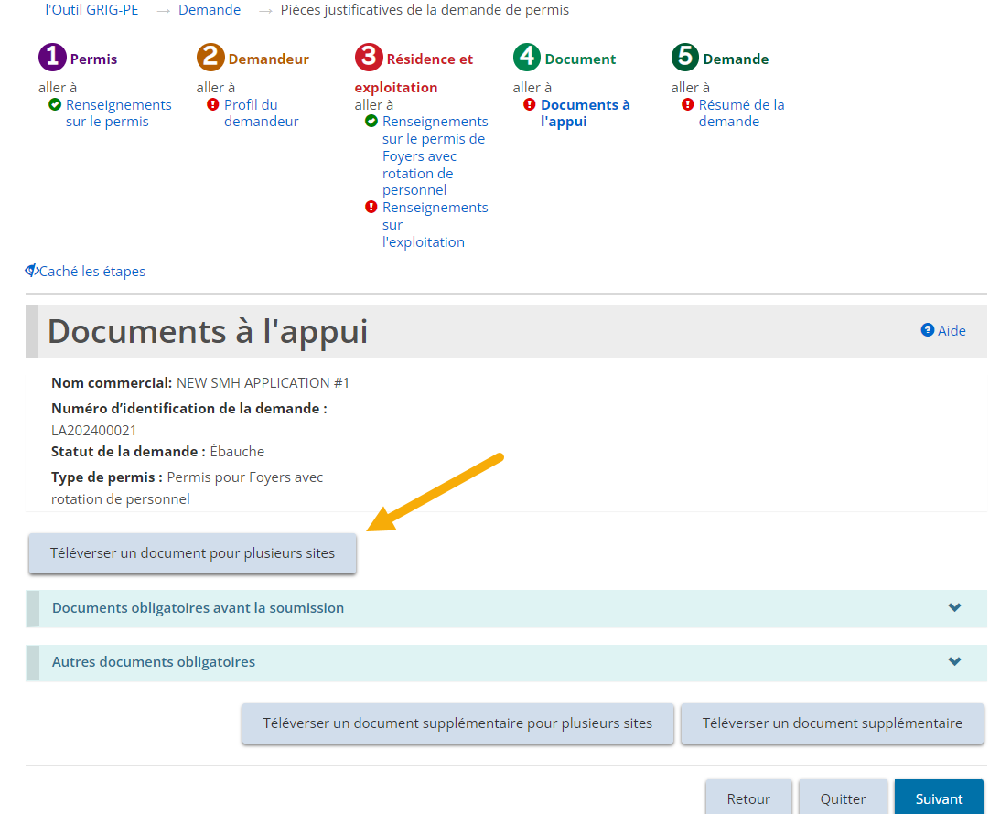 l'Outil GRIG-PE → Demande → Pièces justificatives de la demande de permis
1 Permis
aller à
Renseignements
sur le permis
2 Demandeur
aller à
Profil du
demandeur
3 Résidence et
exploitation
aller à
Renseignements
sur le permis de
Foyers avec
rotation de
personnel
Renseignements
sur
l'exploitation
4 Document
aller à
Documents à
l'appui
5 Demande
aller à
Résumé de la
demande
Caché les étapes
Documents à l'appui
Aide
Nom commercial: NEW SMH APPLICATION #1
Numéro d’identification de la demande :
LA202400021
Statut de la demande : Ébauche
Type de permis : Permis pour Foyers avec
rotation de personnel
Téléverser un document pour plusieurs sites
Documents obligatoires avant la soumission
Autres documents obligatoires
Téléverser un document supplémentaire pour plusieurs sites
Téléverser un document supplémentaire
Retour
Quitter
Suivant